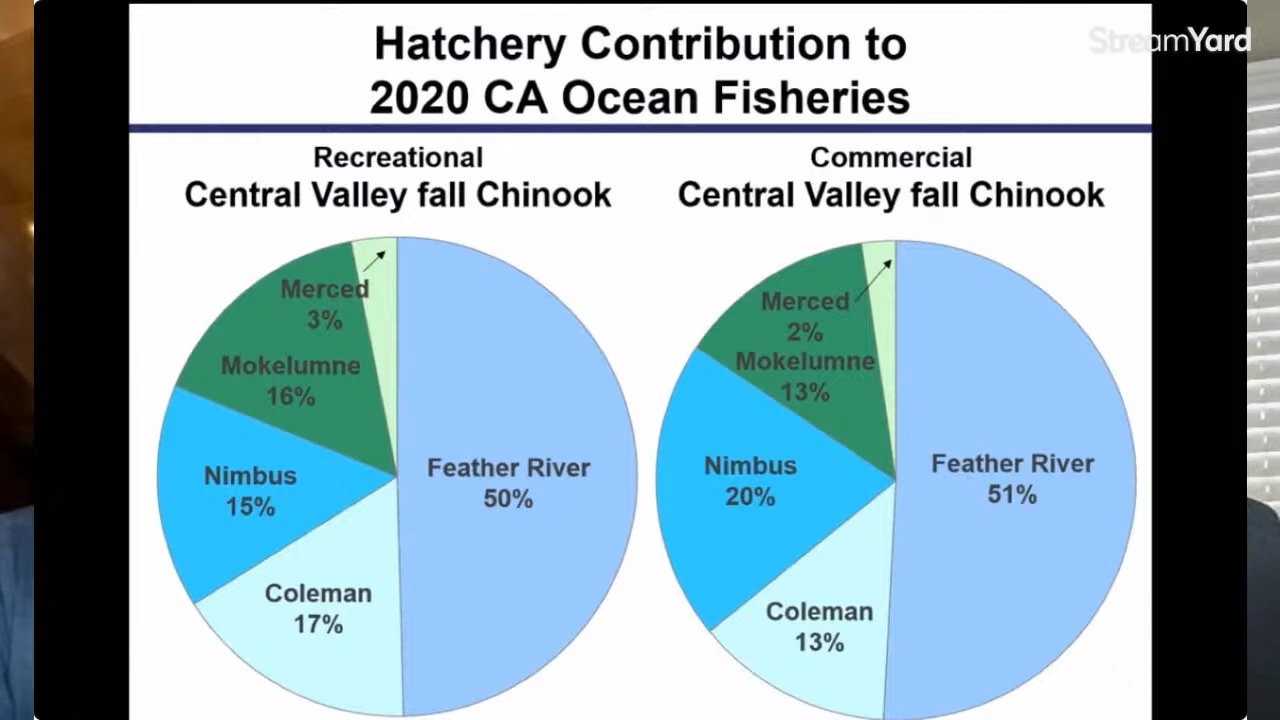 Hatchery Contribution to
2020 CA Ocean Fisheries
StreamYard
Recreational
Central Valley fall Chinook
Merced
3%
Mokelumne
16%
Nimbus
15%
Coleman
17%
Feather River
50%
Commercial
Central Valley fall Chinook
Merced
2%
Mokelumne
13%
Nimbus
20%
Coleman
13%
Feather River
51%